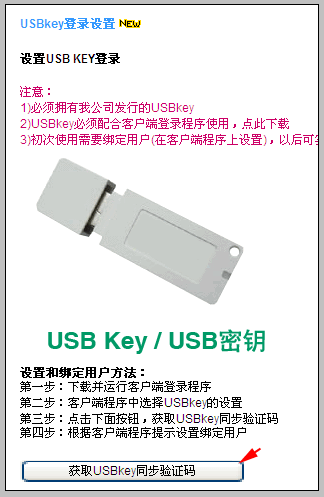 USBkey登录设置 NEW
设置USB KEY登录
注意：
1)必须拥有我公司发行的USBkey
2)USBkey必须配合客户端登录程序使用，点此下载
3)初次使用需要绑定用户(在客户端程序上设置)，以后可
USB Key / USB密钥
设置和绑定用户方法：
第一步：下载并运行客户端登录程序
第二步：客户端程序中选择USBkey的设置
第三步：点击下面按钮，获取USBkey同步验证码
第四步：根据客户端程序提示设置绑定用户
获取USBkey同步验证码